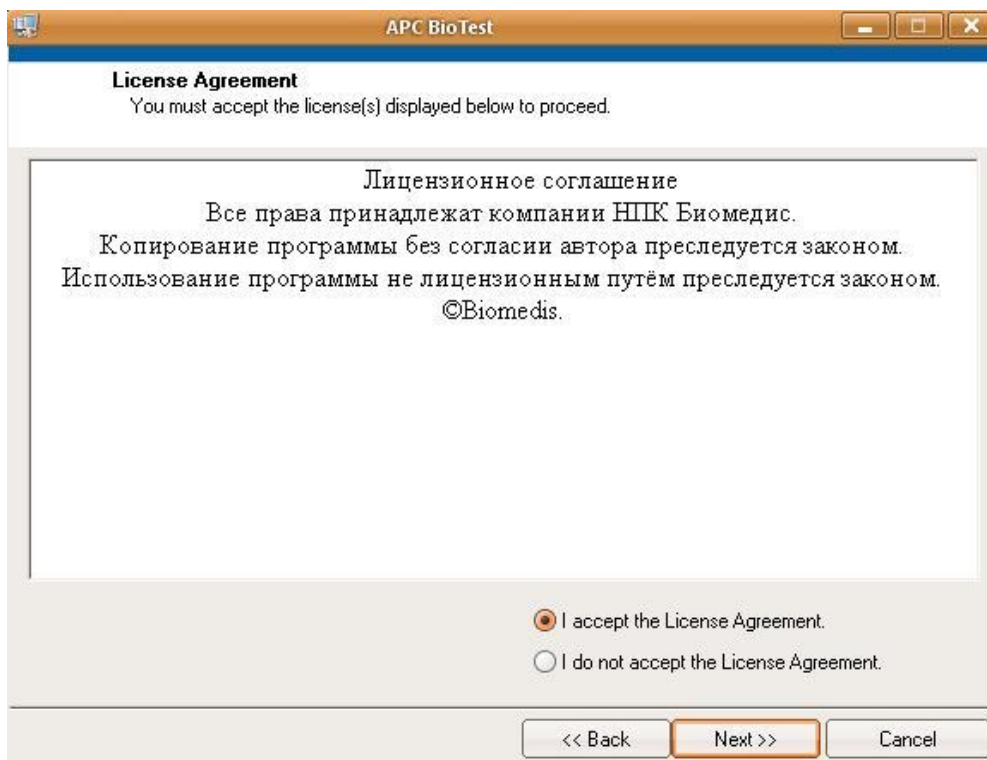 APC BioTest
License Agreement
You must accept the license(s) displayed below to proceed.
Лицензионное соглашение
Все права принадлежат компании НПК Биомедис.
Копирование программы без согласии автора преследуется законом.
Использование программы не лицензионным путём преследуется законом.
©Biomedis.
I accept the License Agreement.
I do not accept the License Agreement.
<< Back Next >> Cancel